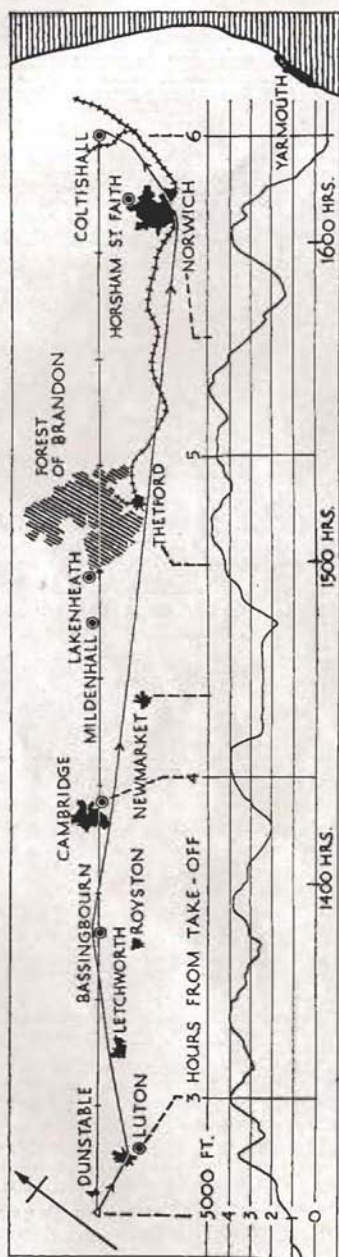 DUNSTABLE
LUTON
LETCHWORTH
BASSINGBOURN
ROYSTON
CAMBRIDGE
NEWMARKET
MILDENHALL
LAKENHEATH
FOREST
OF BRANDON
THETFORD
HORSHAM ST. FAITH
NORWICH
COLTISHALL
YARMOUTH
3 HOURS FROM TAKE-OFF
4
5
6
5000 FT.
4
3
2
1
0
1400 HRS.
1500 HRS.
1600 HRS.